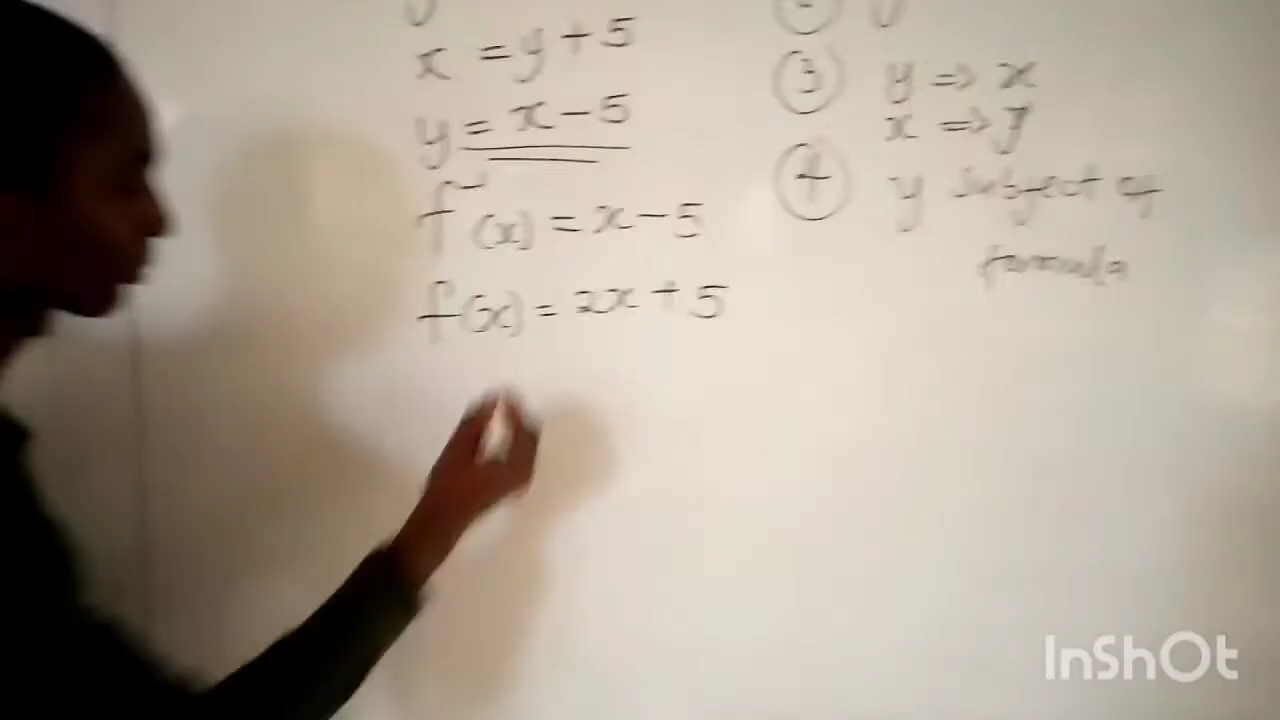 x = y + 5
y = x - 5
f⁻(x) = x - 5
f(x) = 2x + 5
③ y => x
x => y
④ y subject of
formula
InShOt